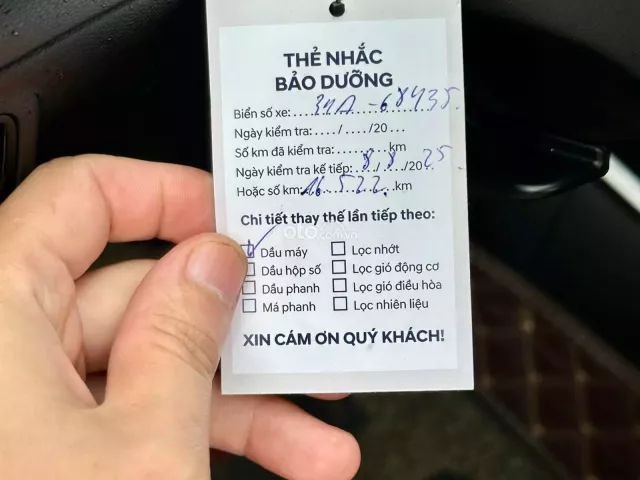 THẺ NHẮC
BẢO DƯỠNG
Biển số xe: 34A -68435.
Ngày kiểm tra: ..../..../20...
Số km đã kiểm tra: .......... km
Ngày kiểm tra kế tiếp: 8/8/2025.
Hoặc số km: 16.522. km
Chi tiết thay thế lần tiếp theo:
☑ Dầu máy ☐ Lọc nhớt
☐ Dầu hộp số ☐ Lọc gió động cơ
☐ Dầu phanh ☐ Lọc gió điều hòa
☐ Má phanh ☐ Lọc nhiên liệu
XIN CÁM ƠN QUÝ KHÁCH!